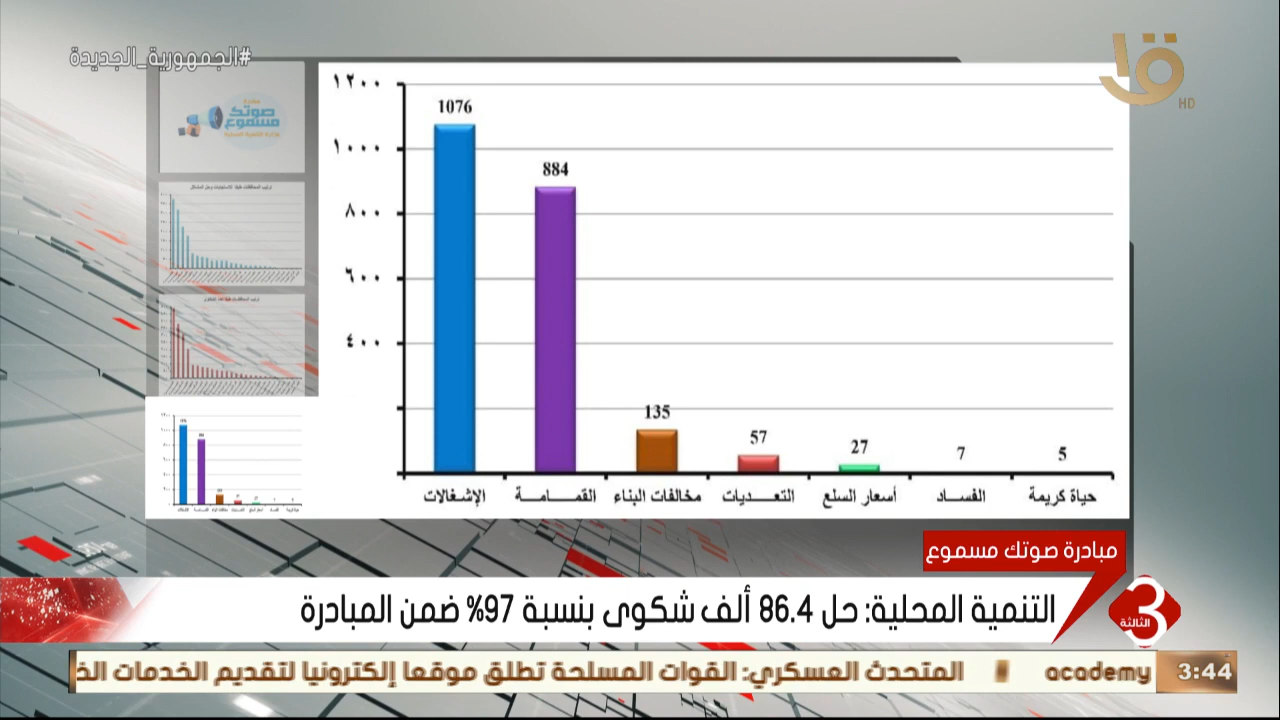 #الجمهورية_الجديدة
HD
صوتك
مسموع
١٢٠٠
١٠٠٠
٨٠٠
٦٠٠
٤٠٠
1076
884
135
57
27
7
5
الإشغالات
القمـــامـــة
مخالفات البناء
التعـــديات
أسعار السلع
الفســاد
حياة كريمة
مبادرة صوتك مسموع
3 الثالثة
التنمية المحلية: حل 86.4 ألف شكوى بنسبة 97% ضمن المبادرة
3:44
academy
المتحدث العسكري: القوات المسلحة تطلق موقعا إلكترونيا لتقديم الخدمات